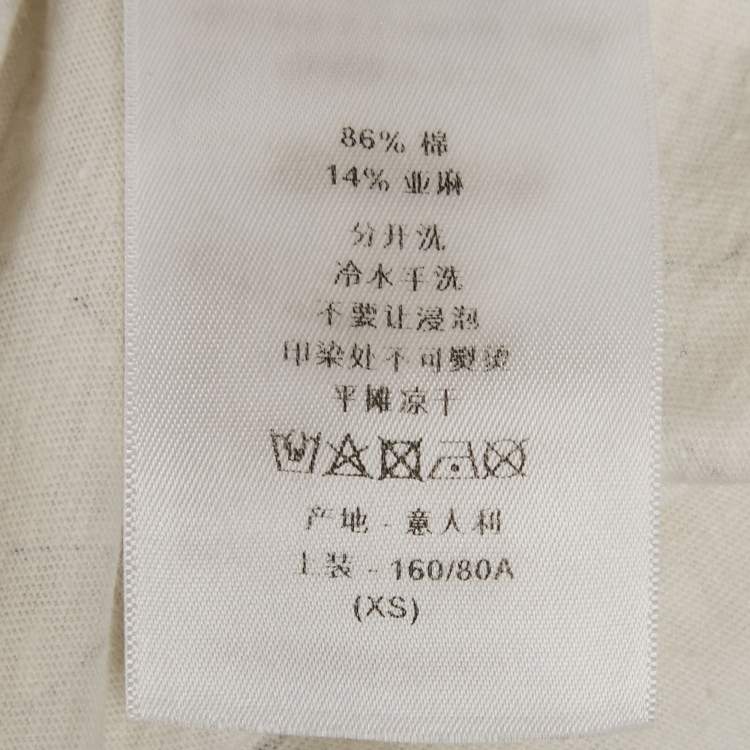 86% 棉
14% 亚麻
分开洗
冷水手洗
不要让浸泡
印染处不可熨烫
平摊凉干
产地 - 意大利
上装 - 160/80A
(XS)